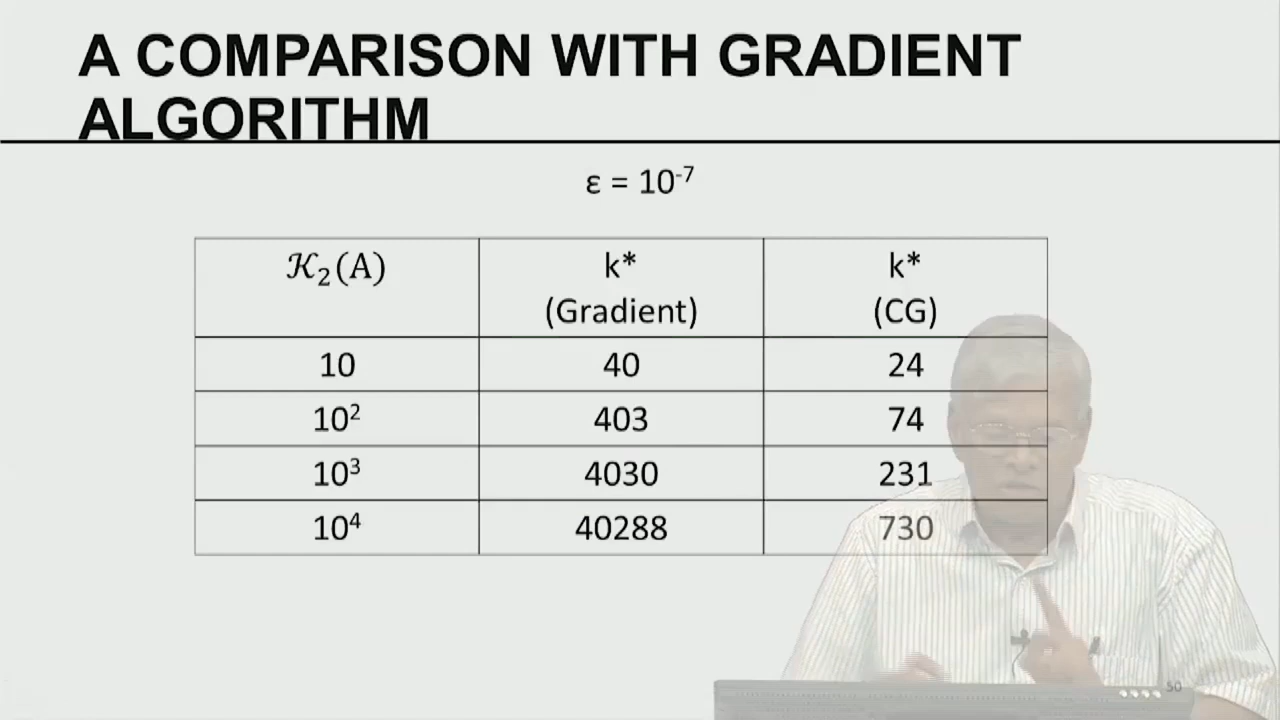 A COMPARISON WITH GRADIENT
ALGORITHM
ε = 10⁻⁷
𝒦₂(A) k* (Gradient) k* (CG)
10 40 24
10² 403 74
10³ 4030 231
10⁴ 40288 730
50